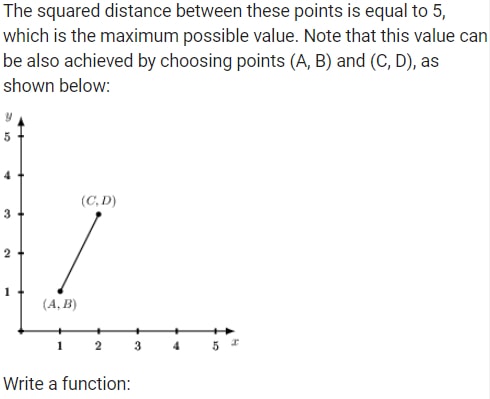 The squared distance between these points is equal to 5,
which is the maximum possible value. Note that this value can
be also achieved by choosing points (A, B) and (C, D), as
shown below:
y
5
4
(C, D)
3
2
1
(A, B)
1 2 3 4 5 x
Write a function: